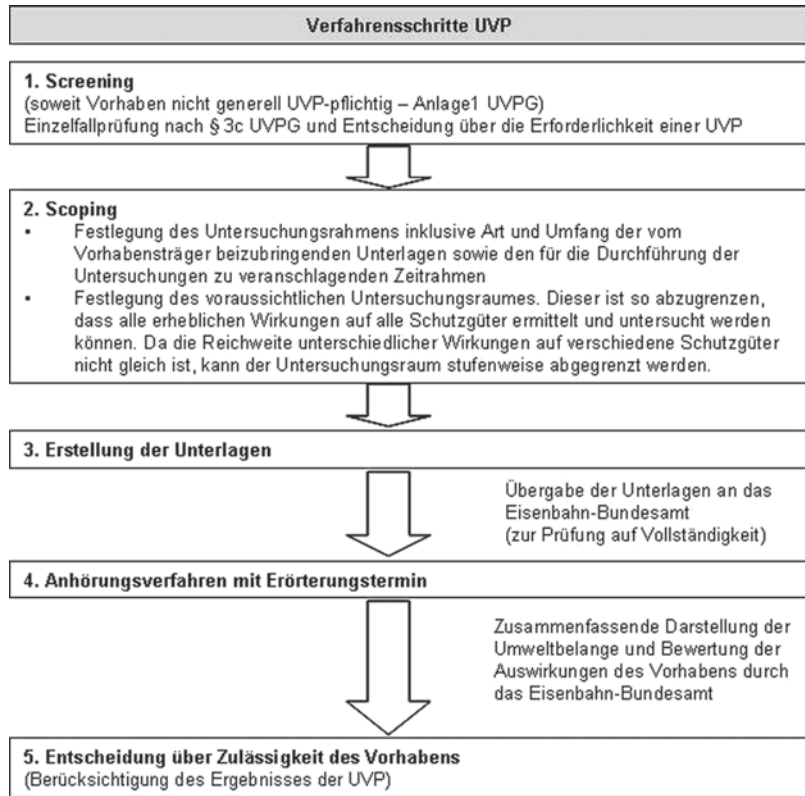 Verfahrensschritte UVP
1. Screening
(soweit Vorhaben nicht generell UVP-pflichtig – Anlage1 UVPG)
Einzelfallprüfung nach § 3c UVPG und Entscheidung über die Erforderlichkeit einer UVP
2. Scoping
▪ Festlegung des Untersuchungsrahmens inklusive Art und Umfang der vom
Vorhabensträger beizubringenden Unterlagen sowie den für die Durchführung der
Untersuchungen zu veranschlagenden Zeitrahmen
▪ Festlegung des voraussichtlichen Untersuchungsraumes. Dieser ist so abzugrenzen,
dass alle erheblichen Wirkungen auf alle Schutzgüter ermittelt und untersucht werden
können. Da die Reichweite unterschiedlicher Wirkungen auf verschiedene Schutzgüter
nicht gleich ist, kann der Untersuchungsraum stufenweise abgegrenzt werden.
3. Erstellung der Unterlagen
Übergabe der Unterlagen an das
Eisenbahn-Bundesamt
(zur Prüfung auf Vollständigkeit)
4. Anhörungsverfahren mit Erörterungstermin
Zusammenfassende Darstellung der
Umweltbelange und Bewertung der
Auswirkungen des Vorhabens durch
das Eisenbahn-Bundesamt
5. Entscheidung über Zulässigkeit des Vorhabens
(Berücksichtigung des Ergebnisses der UVP)